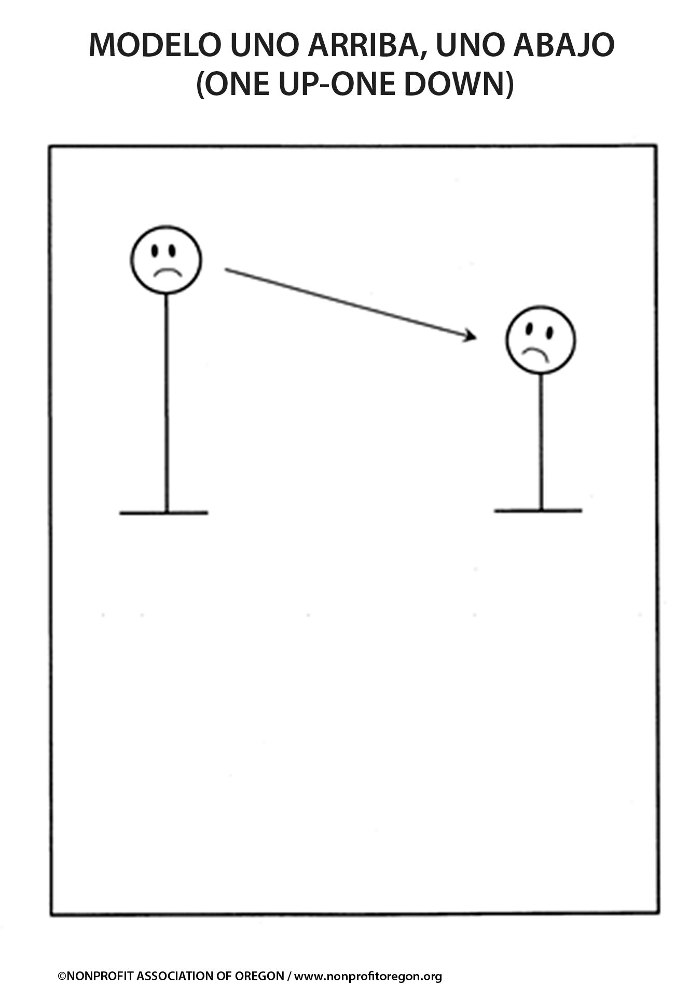 MODELO UNO ARRIBA, UNO ABAJO
(ONE UP-ONE DOWN)
©NONPROFIT ASSOCIATION OF OREGON / www.nonprofitoregon.org